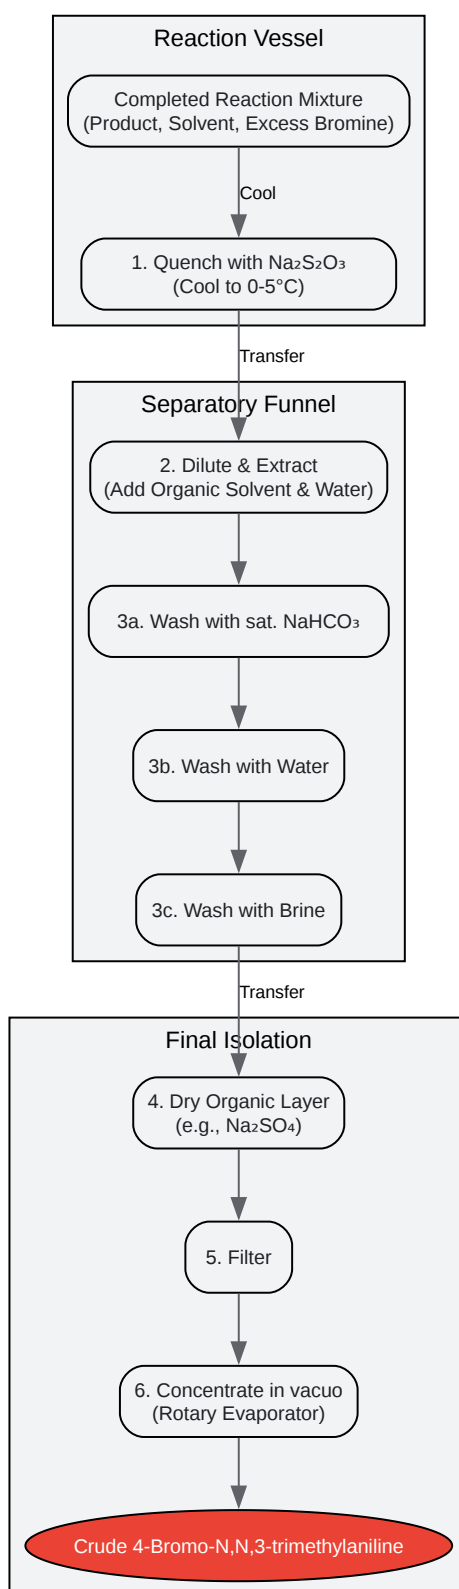 Reaction Vessel
Completed Reaction Mixture
(Product, Solvent, Excess Bromine)
Cool
1. Quench with Na₂S₂O₃
(Cool to 0-5°C)
Transfer
Separatory Funnel
2. Dilute & Extract
(Add Organic Solvent & Water)
3a. Wash with sat. NaHCO₃
3b. Wash with Water
3c. Wash with Brine
Transfer
Final Isolation
4. Dry Organic Layer
(e.g., Na₂SO₄)
5. Filter
6. Concentrate in vacuo
(Rotary Evaporator)
Crude 4-Bromo-N,N,3-trimethylaniline